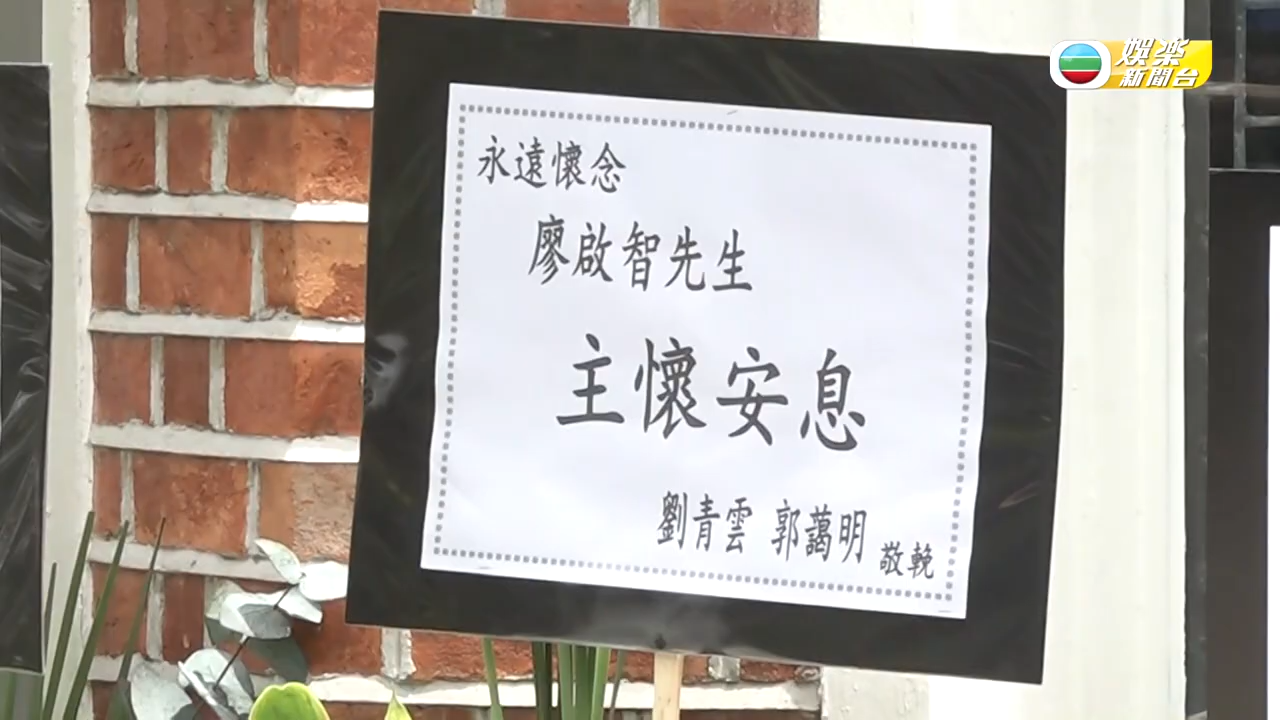 娛樂
新聞台
永遠懷念
廖啟智先生
主懷安息
劉青雲 郭藹明 敬輓